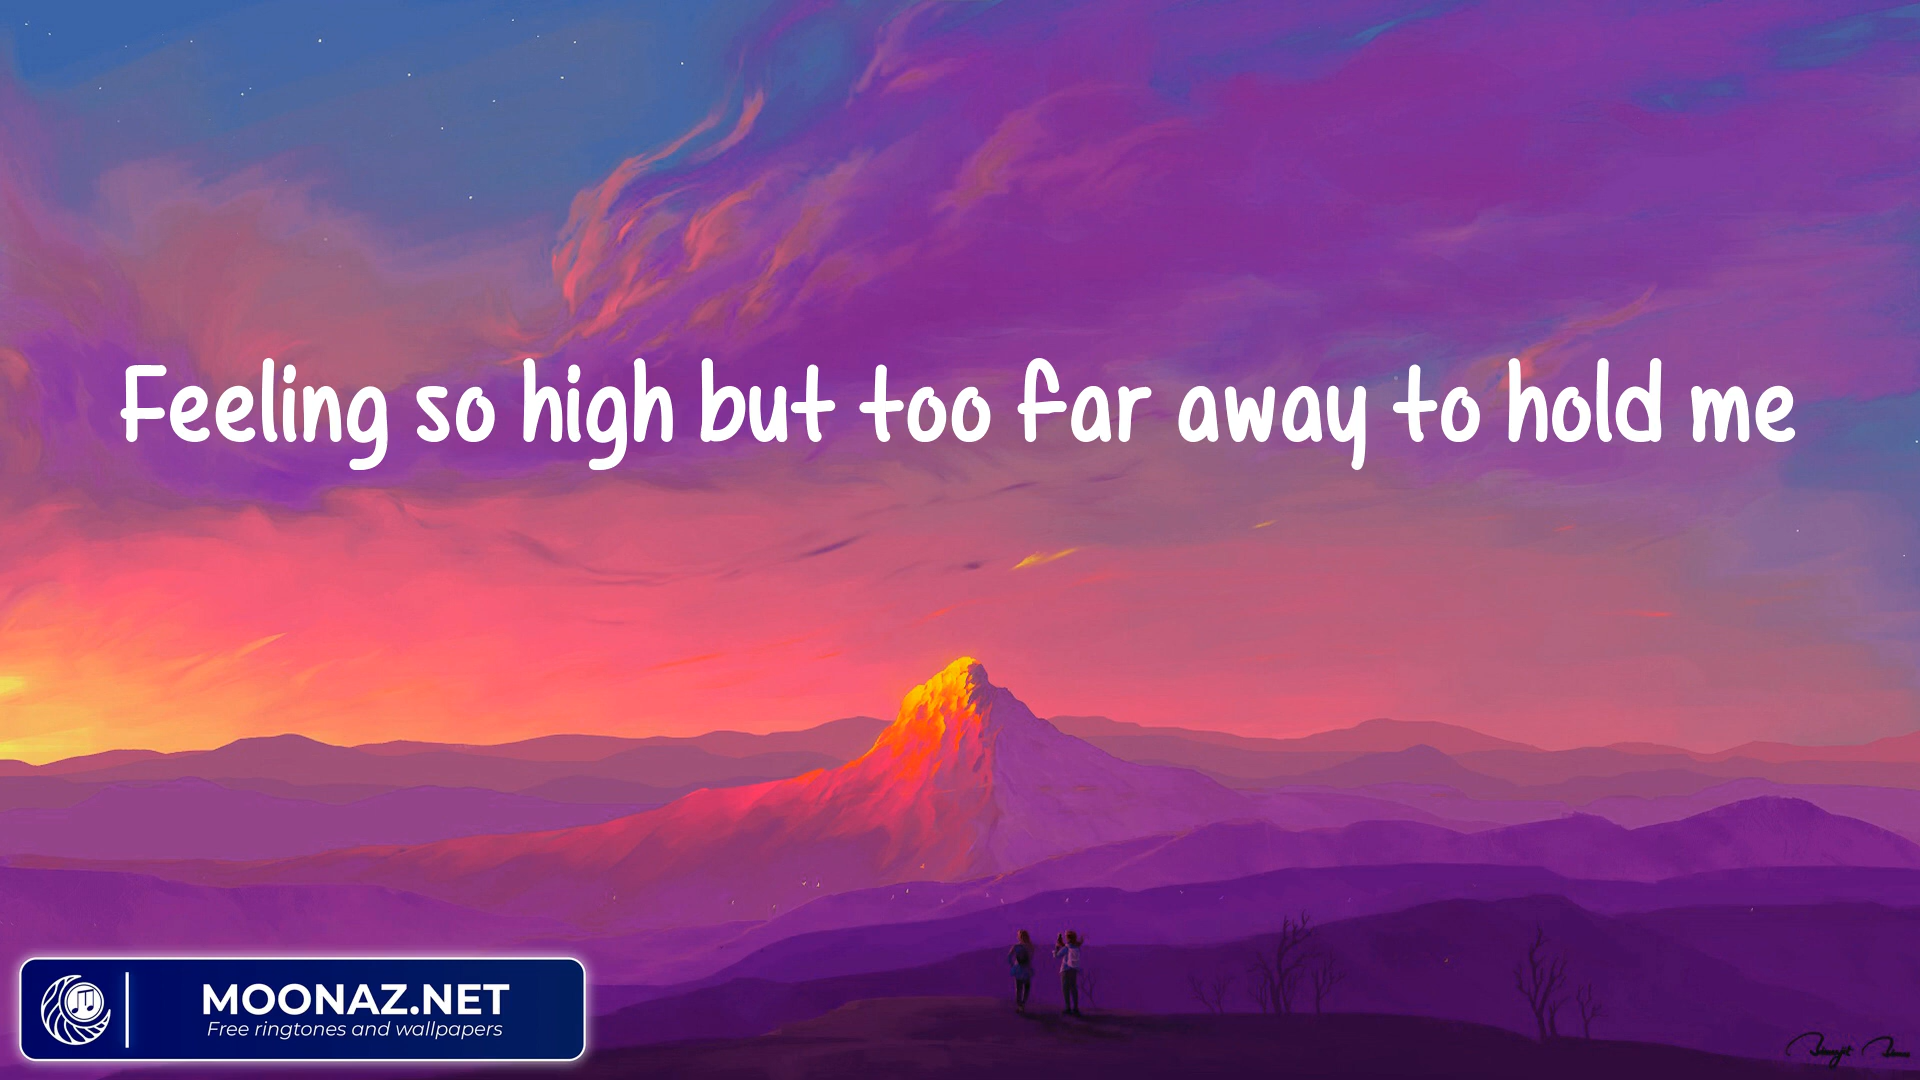 Feeling so high but too far away to hold me
MOONAZ.NET
Free ringtones and wallpapers